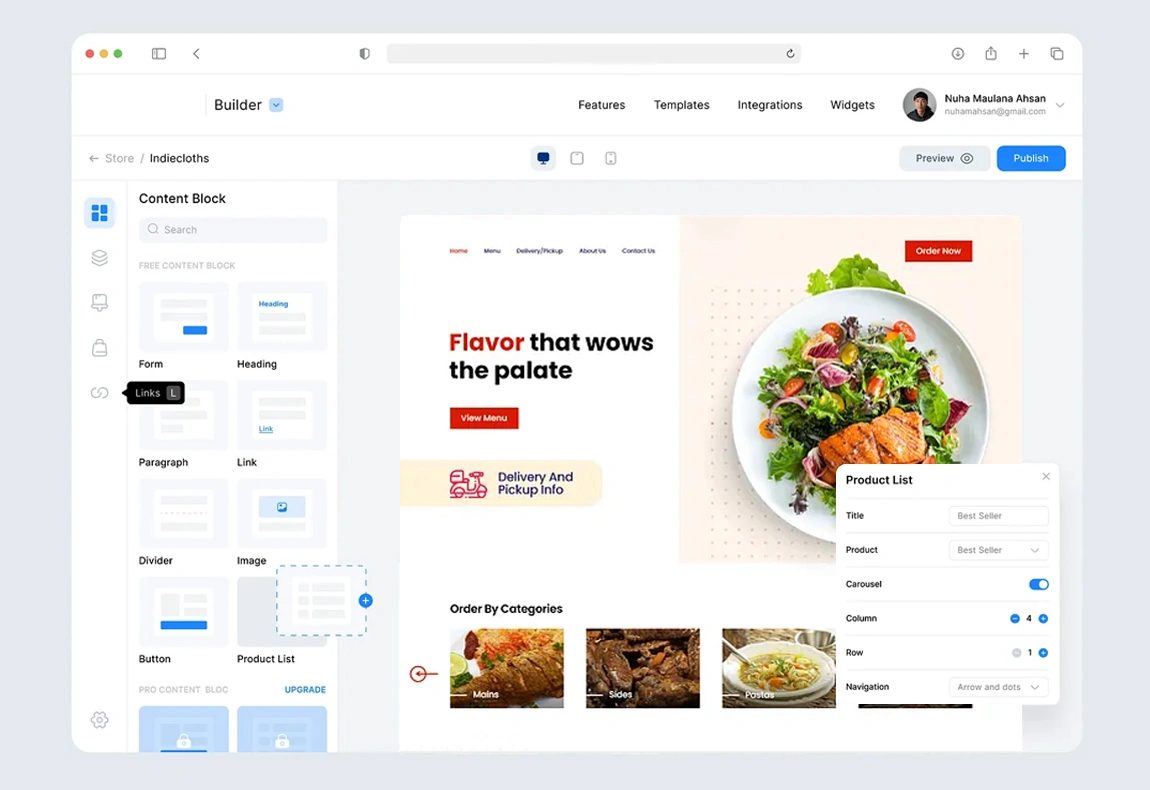 Builder
Features
Templates
Integrations
Widgets
Nuha Maulana Ahsan
nuhamahsan@gmail.com
Store / Indiecloths
Preview
Publish
Content Block
Search
FREE CONTENT BLOCK
Heading
Form
Heading
Links L
Link
Paragraph
Link
Divider
Image
Button
Product List
PRO CONTENT BLOC
UPGRADE
Home
Menu
Delivery/Pickup
About Us
Contact Us
Order Now
Flavor that wows
the palate
View Menu
Delivery And
Pickup Info
Order By Categories
Mains
Sides
Pastas
Product List
Title
Best Seller
Product
Best Seller
Carousel
Column
4
Row
1
Navigation
Arrow and dots